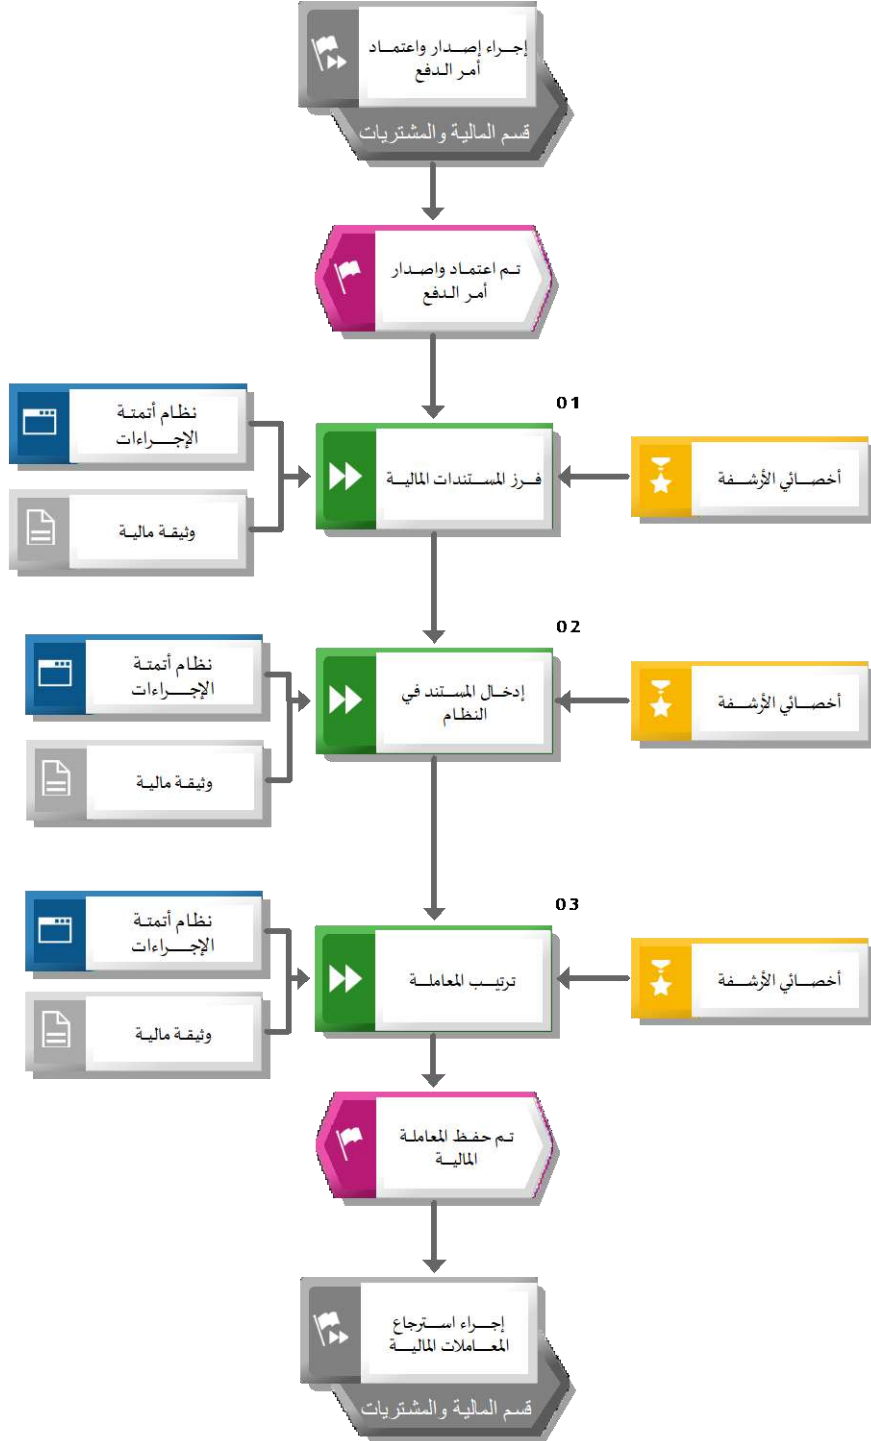 إجراء إصدار واعتماد
أمر الدفع
قسم المالية والمشتريات
تم اعتماد واصدار
أمر الدفع
01
نظام أتمتة
الإجراءات
فرز المستندات المالية
أخصائي الأرشفة
وثيقة مالية
02
نظام أتمتة
الإجراءات
إدخال المستند في
النظام
أخصائي الأرشفة
وثيقة مالية
03
نظام أتمتة
الإجراءات
ترتيب المعاملة
أخصائي الأرشفة
وثيقة مالية
تم حفظ المعاملة
المالية
إجراء استرجاع
المعاملات المالية
قسم المالية والمشتريات